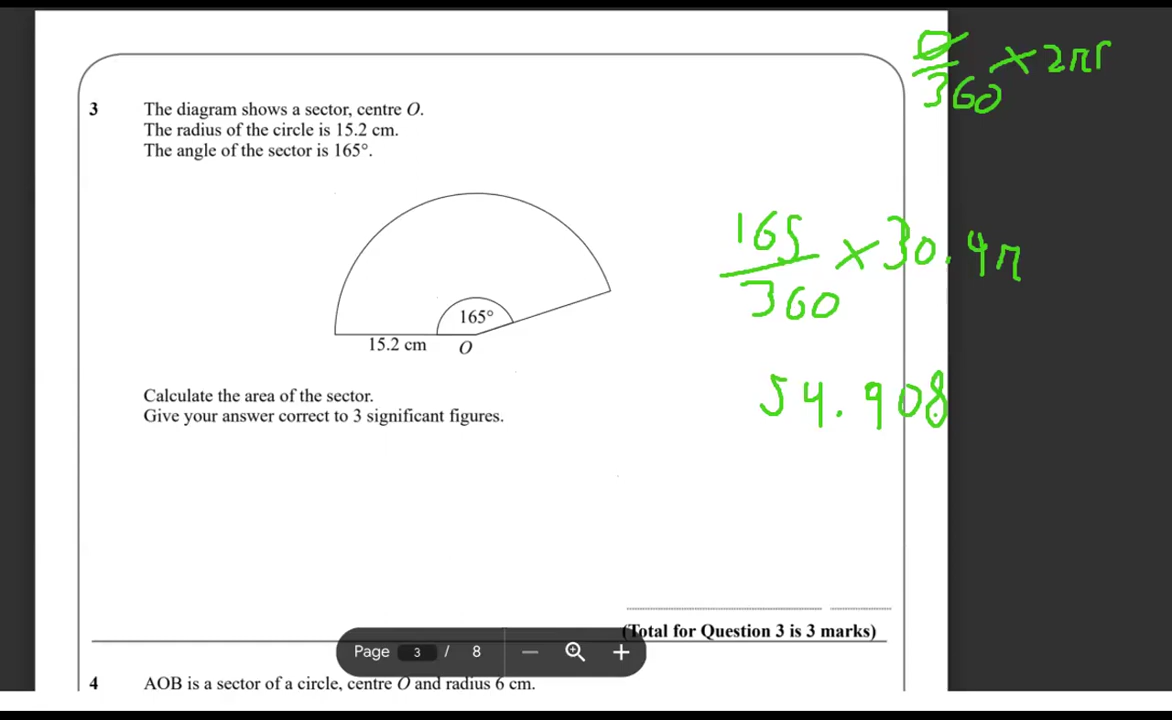 θ/360 × 2πr
3 The diagram shows a sector, centre O.
The radius of the circle is 15.2 cm.
The angle of the sector is 165°.
165/360 × 30.4π
165°
15.2 cm O
54.908
Calculate the area of the sector.
Give your answer correct to 3 significant figures.
(Total for Question 3 is 3 marks)
Page 3 / 8 − +
4 AOB is a sector of a circle, centre O and radius 6 cm.